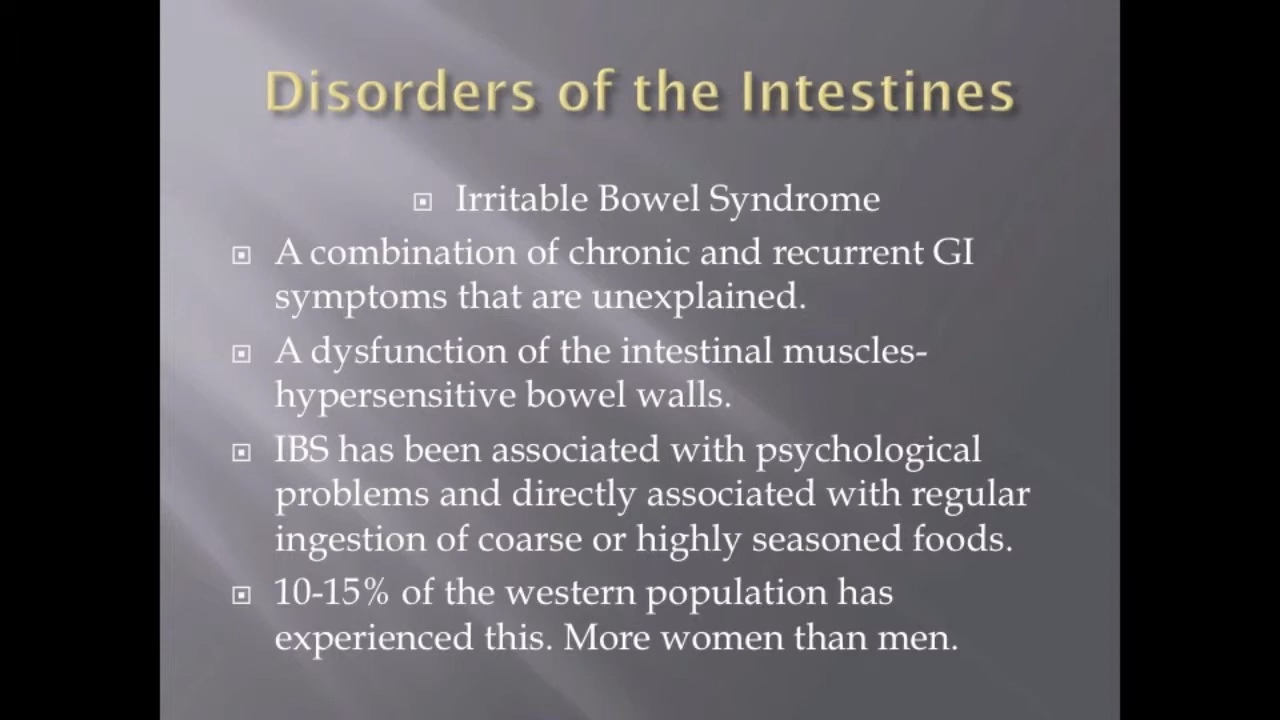 Disorders of the Intestines
Irritable Bowel Syndrome
A combination of chronic and recurrent GI
symptoms that are unexplained.
A dysfunction of the intestinal muscles-
hypersensitive bowel walls.
IBS has been associated with psychological
problems and directly associated with regular
ingestion of coarse or highly seasoned foods.
10-15% of the western population has
experienced this. More women than men.